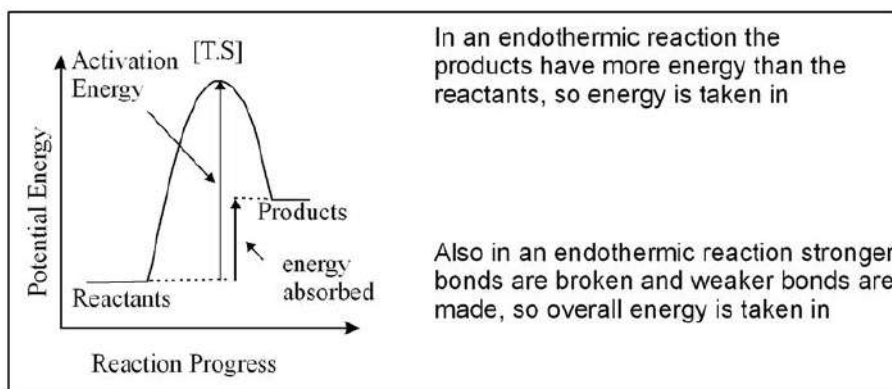 Activation
Energy
[T.S]
Potential Energy
Products
Reactants
energy
absorbed
Reaction Progress
In an endothermic reaction the
products have more energy than the
reactants, so energy is taken in
Also in an endothermic reaction stronger
bonds are broken and weaker bonds are
made, so overall energy is taken in